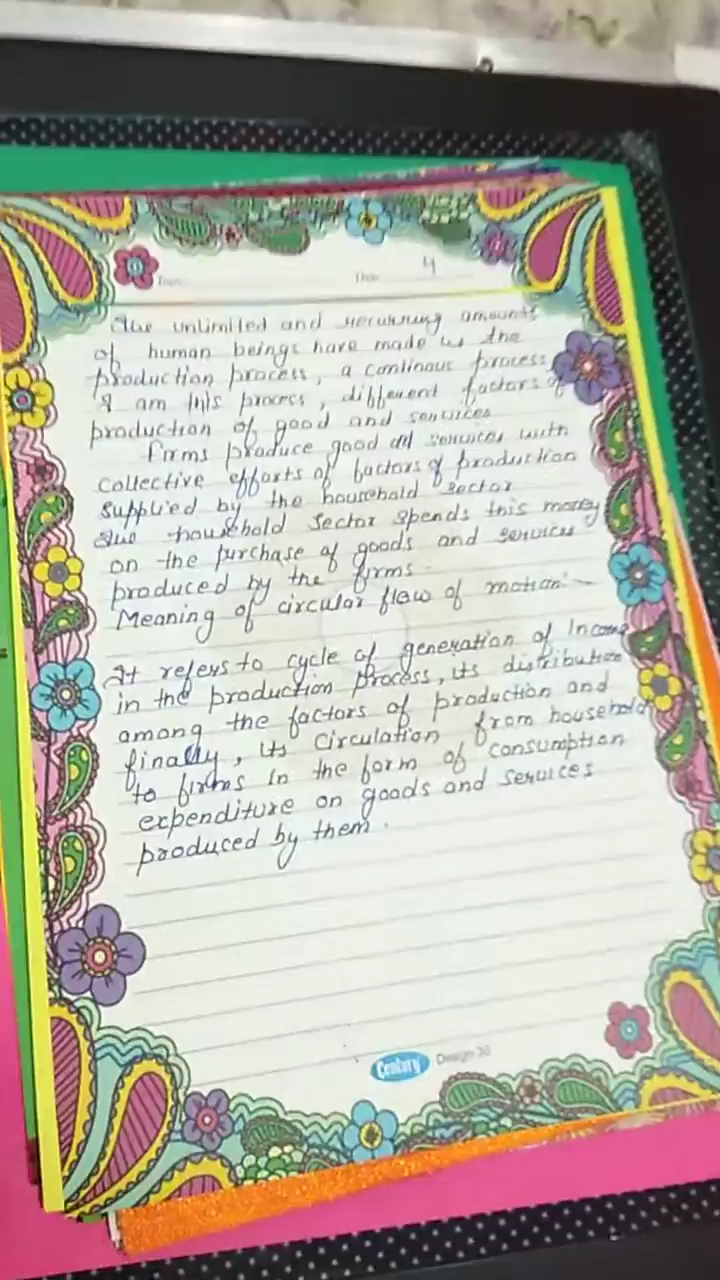 4
The unlimited and recurring amounts
of human beings have made us the
production process, a continous process
I am this process, different factors of
production of good and services
firms produce good and services with
collective efforts of factors of production
supplied by the household sector
The household sector spends this money
on the purchase of goods and services
produced by the firms.
Meaning of circular flow of motion:-
It refers to cycle of generation of Income
in the production process, its distribution
among the factors of production and
finally, its circulation from household
to firms in the form of consumption
expenditure on goods and services
produced by them.
Century Design 30